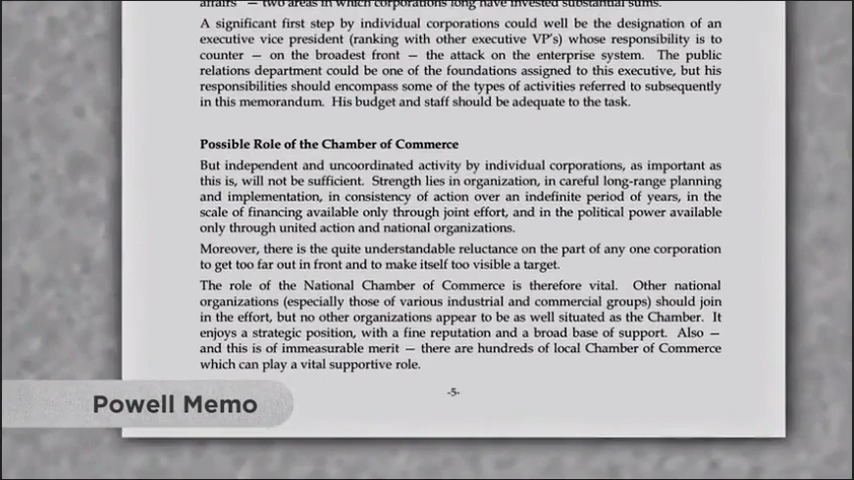 affairs — two areas in which corporations long have invested substantial sums.
A significant first step by individual corporations could well be the designation of an
executive vice president (ranking with other executive VP's) whose responsibility is to
counter — on the broadest front — the attack on the enterprise system. The public
relations department could be one of the foundations assigned to this executive, but his
responsibilities should encompass some of the types of activities referred to subsequently
in this memorandum. His budget and staff should be adequate to the task.
Possible Role of the Chamber of Commerce
But independent and uncoordinated activity by individual corporations, as important as
this is, will not be sufficient. Strength lies in organization, in careful long-range planning
and implementation, in consistency of action over an indefinite period of years, in the
scale of financing available only through joint effort, and in the political power available
only through united action and national organizations.
Moreover, there is the quite understandable reluctance on the part of any one corporation
to get too far out in front and to make itself too visible a target.
The role of the National Chamber of Commerce is therefore vital. Other national
organizations (especially those of various industrial and commercial groups) should join
in the effort, but no other organizations appear to be as well situated as the Chamber. It
enjoys a strategic position, with a fine reputation and a broad base of support. Also —
and this is of immeasurable merit — there are hundreds of local Chamber of Commerce
which can play a vital supportive role.
-5-
Powell Memo